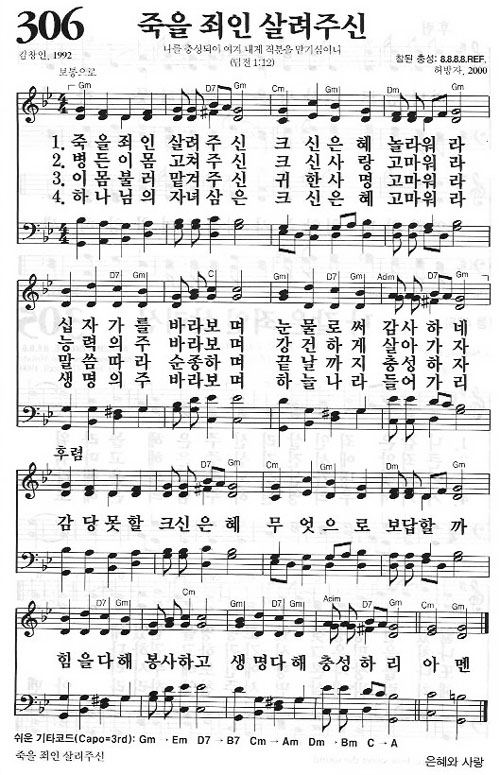 306
죽을 죄인 살려주신
나를 충성되이 여겨 내게 직분을 맡기심이니
(딤전 1:12)
김창인, 1992
참된 충성: 8.8.8.8.REF.
허방자, 2000
보통으로
Gm D7 Gm Cm Gm Dm Gm
1. 죽을죄인 살려주신 크신은혜 놀라워라
2. 병든이몸 고쳐주신 크신사랑 고마워라
3. 이몸불러 맡겨주신 귀한사명 고마워라
4. 하나님의 자녀삼은 크신은혜 고마워라
D7 C Gm Cm Gm Adim D7 Gm
십자가를 바라보며 눈물로써 감사하네
능력의주 바라보며 강건하게 살아가자
말씀따라 순종하며 끝날까지 충성하자
생명의주 바라보며 하늘나라 들어가리
후렴
Gm D7 Gm Cm Gm D7 Gm
감당못할 크신은혜 무엇으로 보답할까
D7 Gm Cm Gm Adim D7 Gm Cm Gm
힘을다해 봉사하고 생명다해 충성하리 아멘
쉬운 기타코드(Capo=3rd): Gm → Em D7 → B7 Cm → Am Dm → Bm C → A
죽을 죄인 살려주신
은혜와 사랑